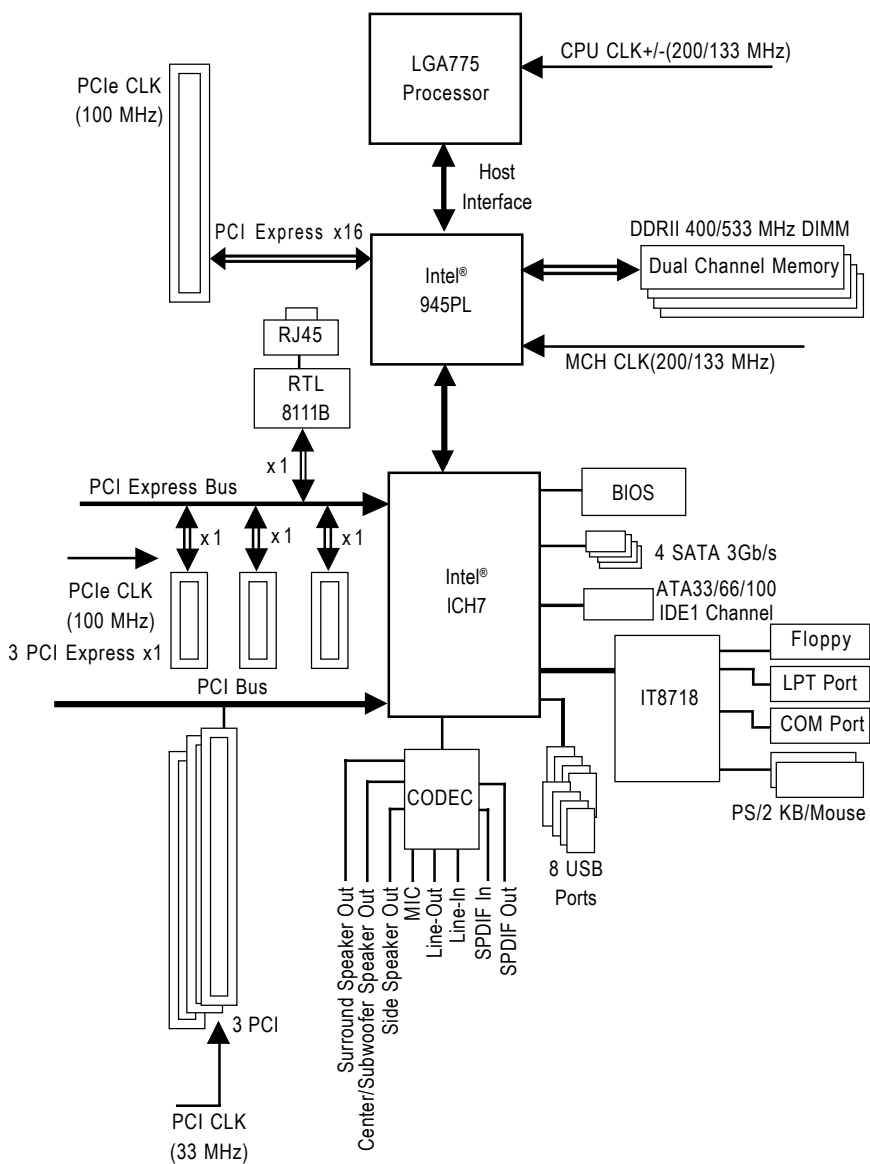 LGA775
Processor
CPU CLK+/-(200/133 MHz)
PCIe CLK
(100 MHz)
Host
Interface
PCI Express x16
Intel®
945PL
DDRII 400/533 MHz DIMM
Dual Channel Memory
MCH CLK(200/133 MHz)
RJ45
RTL
8111B
x1
PCI Express Bus
x1
x1
x1
PCIe CLK
(100 MHz)
3 PCI Express x1
Intel®
ICH7
BIOS
4 SATA 3Gb/s
ATA33/66/100
IDE1 Channel
IT8718
Floppy
LPT Port
COM Port
PS/2 KB/Mouse
PCI Bus
CODEC
8 USB
Ports
Surround Speaker Out
Center/Subwoofer Speaker Out
Side Speaker Out
MIC
Line-Out
Line-In
SPDIF In
SPDIF Out
3 PCI
PCI CLK
(33 MHz)